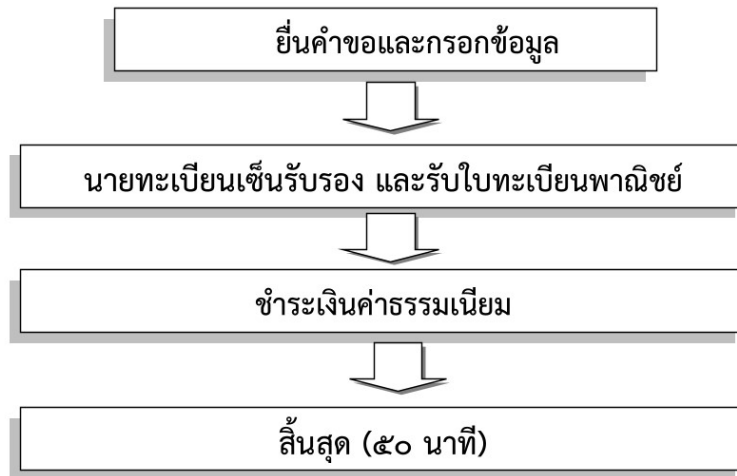 ยื่นคำขอและกรอกข้อมูล
นายทะเบียนเซ็นรับรอง และรับใบทะเบียนพาณิชย์
ชำระเงินค่าธรรมเนียม
สิ้นสุด (๕๐ นาที)